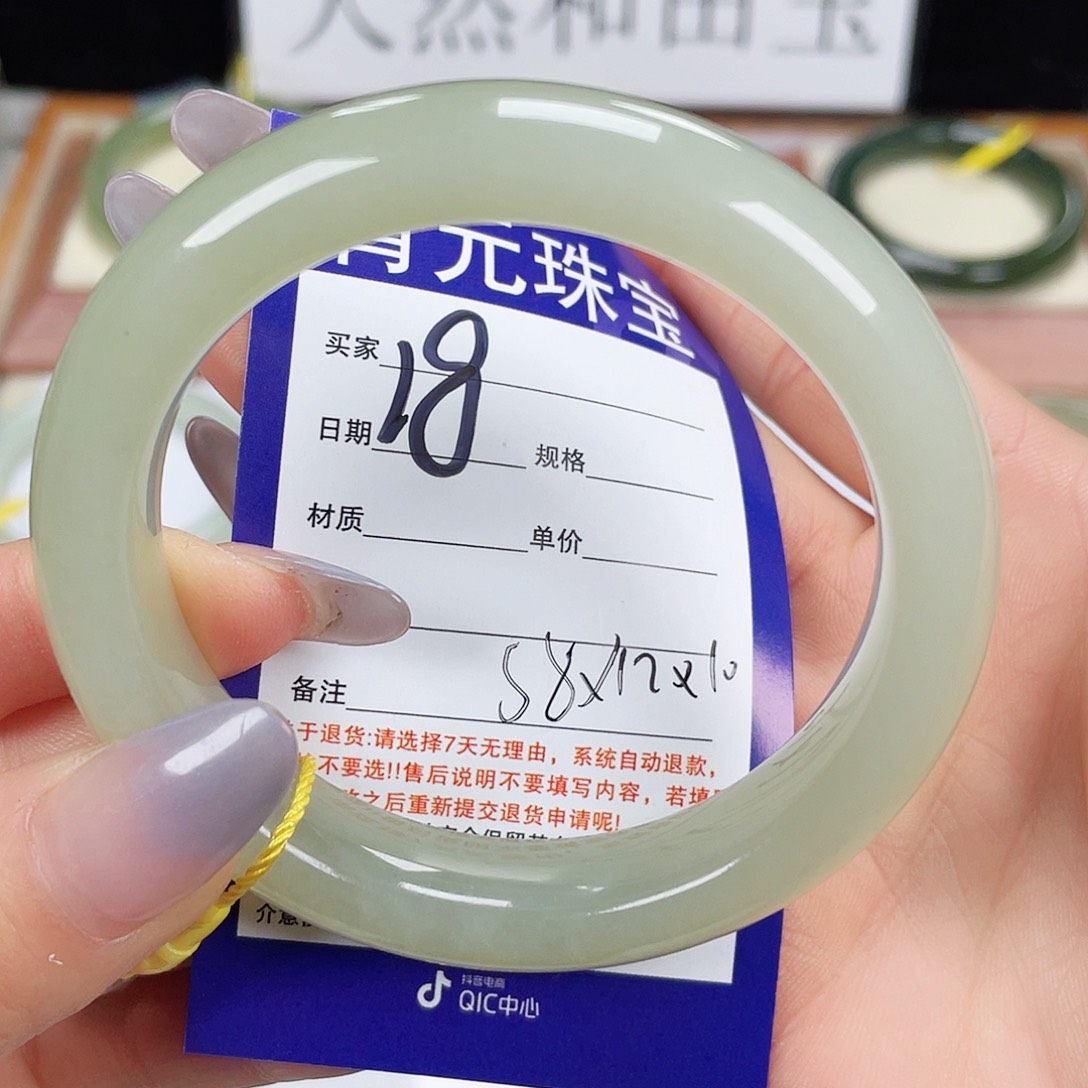 天然和田玉
元珠宝
买家
18
日期 规格
材质 单价
58x12x10
备注
于退货:请选择7天无理由，系统自动退款，
不要选!!售后说明不要填写内容，若填
之后重新提交退货申请呢!
介意
抖音电商
QIC中心